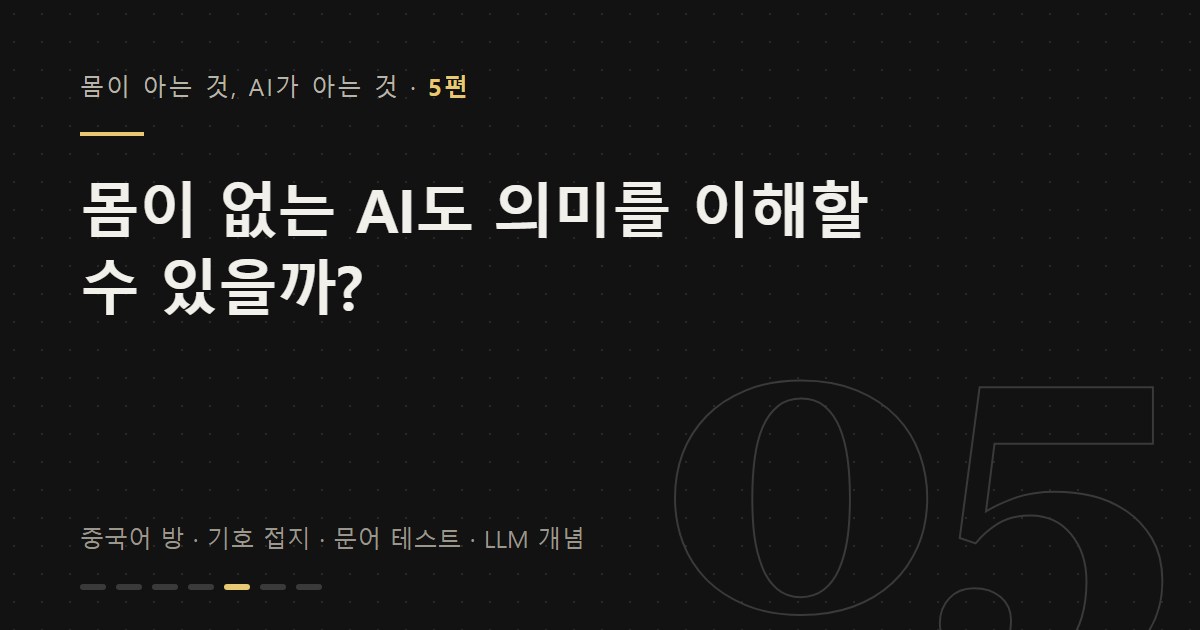 몸이 아는 것, AI가 아는 것 · 5편
몸이 없는 AI도 의미를 이해할
수 있을까?
05
중국어 방 · 기호 접지 · 문어 테스트 · LLM 개념